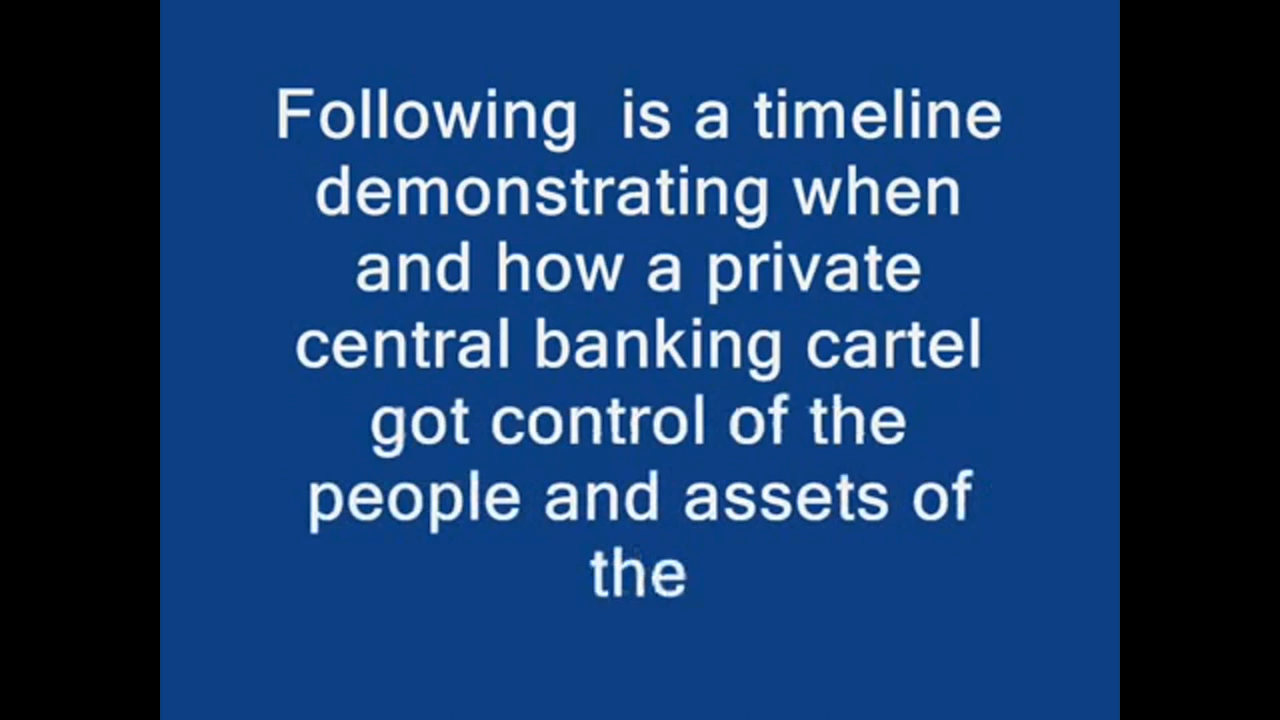 Following  is a timeline
demonstrating when
and how a private
central banking cartel
got control of the
people and assets of
the